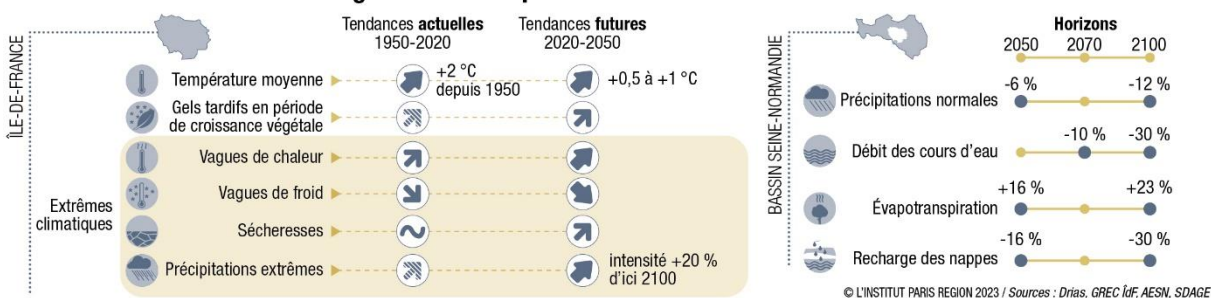 Tendances actuelles
1950-2020
Tendances futures
2020-2050
ÎLE-DE-FRANCE
Température moyenne
+2 °C
depuis 1950
+0,5 à +1 °C
Gels tardifs en période
de croissance végétale
Extrêmes
climatiques
Vagues de chaleur
Vagues de froid
Sécheresses
Précipitations extrêmes
intensité +20 %
d'ici 2100
BASSIN SEINE-NORMANDIE
Horizons
2050 2070 2100
Précipitations normales
-6 % -12 %
Débit des cours d'eau
-10 % -30 %
Évapotranspiration
+16 % +23 %
Recharge des nappes
-16 % -30 %
© L'INSTITUT PARIS REGION 2023 / Sources : Drias, GREC ÎdF, AESN, SDAGE